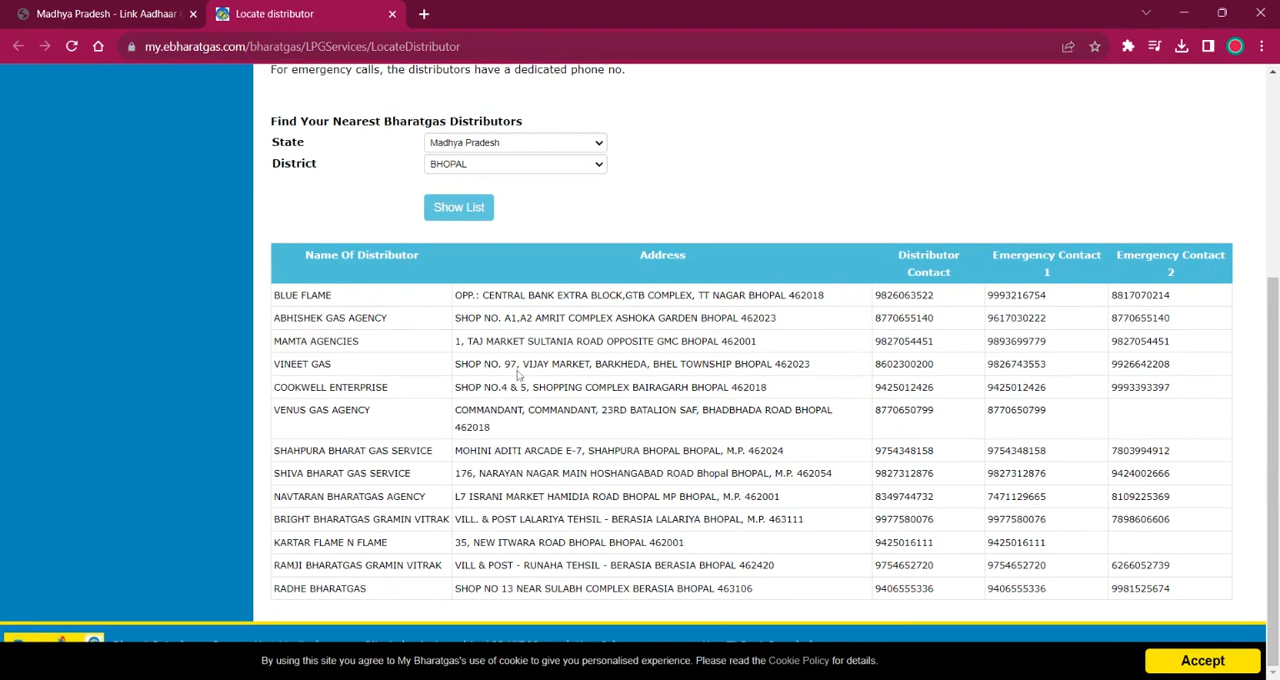 Madhya Pradesh - Link Aadhaar
Locate distributor
my.ebharatgas.com/bharatgas/LPGServices/LocateDistributor
For emergency calls, the distributors have a dedicated phone no.
Find Your Nearest Bharatgas Distributors
State Madhya Pradesh
District BHOPAL
Show List
Name Of Distributor Address Distributor Contact Emergency Contact 1 Emergency Contact 2
BLUE FLAME OPP.: CENTRAL BANK EXTRA BLOCK,GTB COMPLEX, TT NAGAR BHOPAL 462018 9826063522 9993216754 8817070214
ABHISHEK GAS AGENCY SHOP NO. A1,A2 AMRIT COMPLEX ASHOKA GARDEN BHOPAL 462023 8770655140 9617030222 8770655140
MAMTA AGENCIES 1, TAJ MARKET SULTANIA ROAD OPPOSITE GMC BHOPAL 462001 9827054451 9893699779 9827054451
VINEET GAS SHOP NO. 97, VIJAY MARKET, BARKHEDA, BHEL TOWNSHIP BHOPAL 462023 8602300200 9826743553 9926642208
COOKWELL ENTERPRISE SHOP NO.4 & 5, SHOPPING COMPLEX BAIRAGARH BHOPAL 462018 9425012426 9425012426 9993393397
VENUS GAS AGENCY COMMANDANT, COMMANDANT, 23RD BATALION SAF, BHADBHADA ROAD BHOPAL 8770650799 8770650799
462018
SHAHPURA BHARAT GAS SERVICE MOHINI ADITI ARCADE E-7, SHAHPURA BHOPAL BHOPAL, M.P. 462024 9754348158 9754348158 7803994912
SHIVA BHARAT GAS SERVICE 176, NARAYAN NAGAR MAIN HOSHANGABAD ROAD Bhopal BHOPAL, M.P. 462054 9827312876 9827312876 9424002666
NAVTARAN BHARATGAS AGENCY L7 ISRANI MARKET HAMIDIA ROAD BHOPAL MP BHOPAL, M.P. 462001 8349744732 7471129665 8109225369
BRIGHT BHARATGAS GRAMIN VITRAK VILL. & POST LALARIYA TEHSIL - BERASIA LALARIYA BHOPAL, M.P. 463111 9977580076 9977580076 7898606606
KARTAR FLAME N FLAME 35, NEW ITWARA ROAD BHOPAL BHOPAL 462001 9425016111 9425016111
RAMJI BHARATGAS GRAMIN VITRAK VILL & POST - RUNAHA TEHSIL - BERASIA BERASIA BHOPAL 462420 9754652720 9754652720 6266052739
RADHE BHARATGAS SHOP NO 13 NEAR SULABH COMPLEX BERASIA BHOPAL 463106 9406555336 9406555336 9981525674
By using this site you agree to My Bharatgas's use of cookie to give you personalised experience. Please read the Cookie Policy for details.
Accept